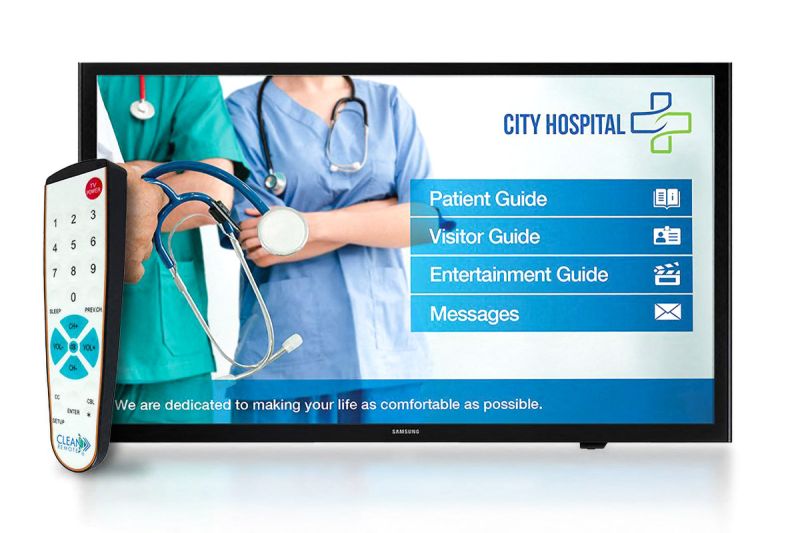 CITY HOSPITAL
Patient Guide
Visitor Guide
Entertainment Guide
Messages
We are dedicated to making your life as comfortable as possible.
SAMSUNG
TV
POWER
1 2 3
4 5 6
7 8 9
0
SLEEP PREV.CH
CH+
VOL- VOL+
CH-
CC CBL
ENTER *
SETUP
CLEAN
REMOTE